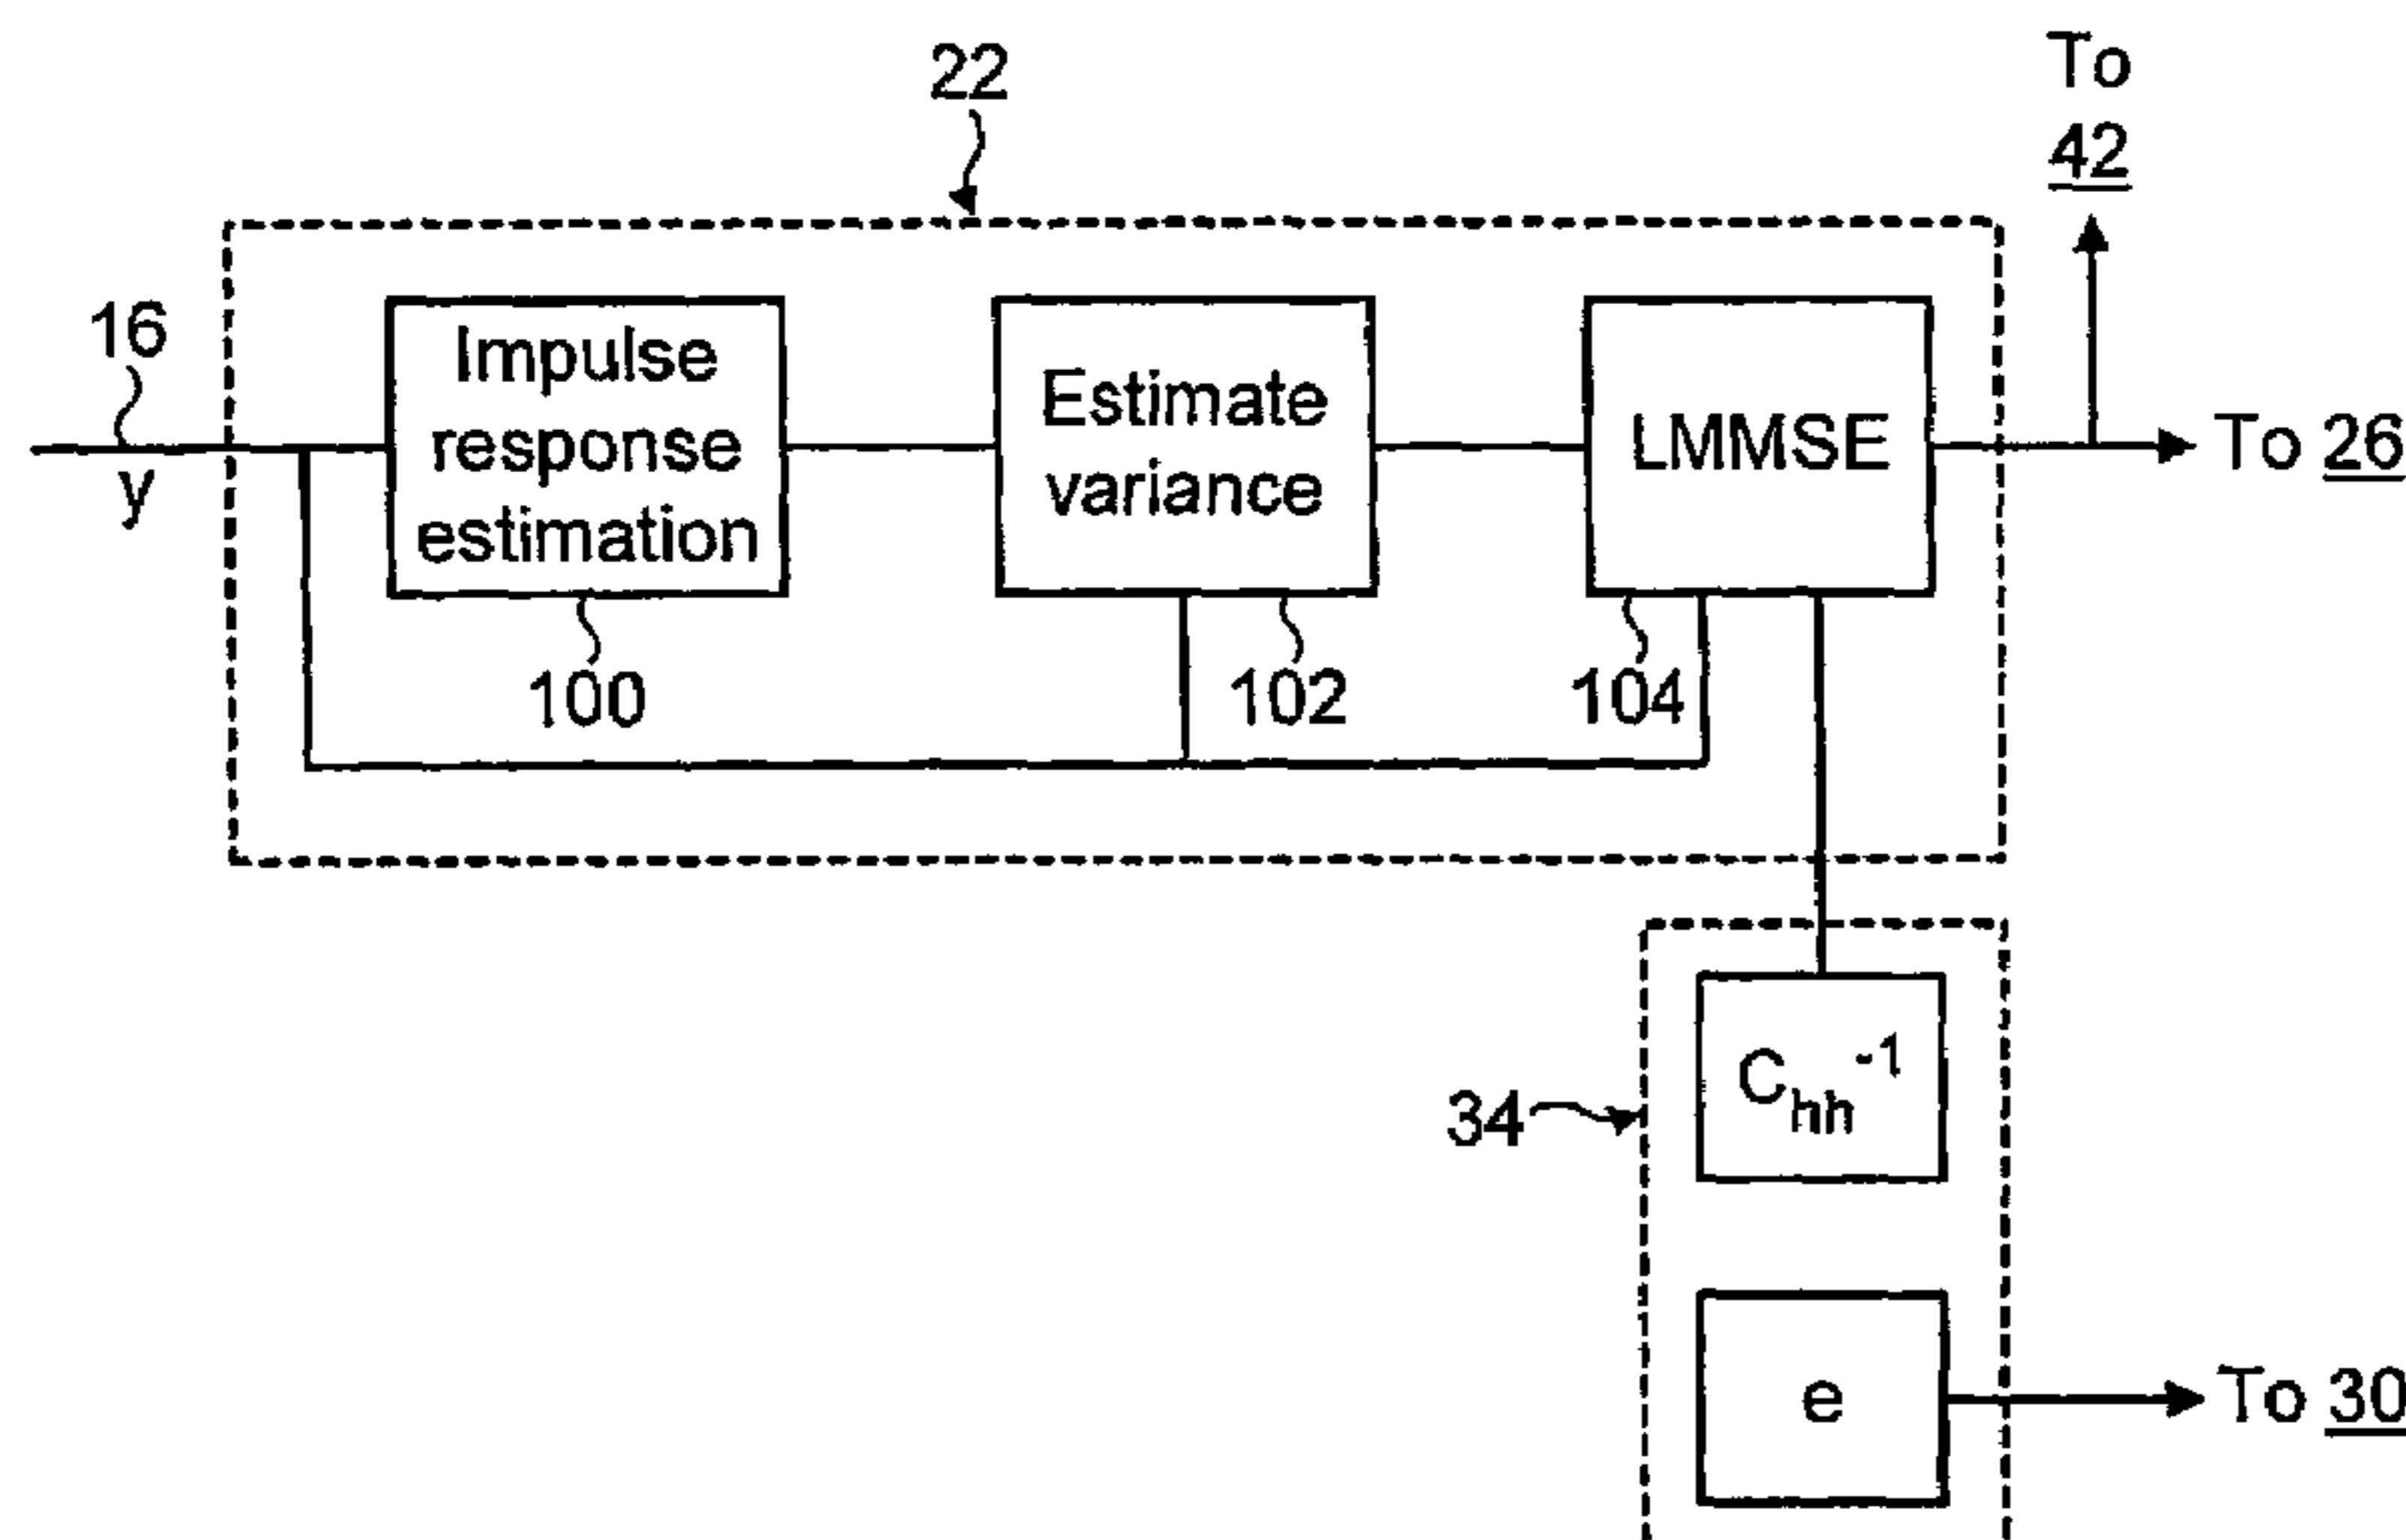 22
To
42
16
y
Impulse
response
estimation
Estimate
variance
LMMSE
To 26
100
102
104
34
Chh-1
e
To 30